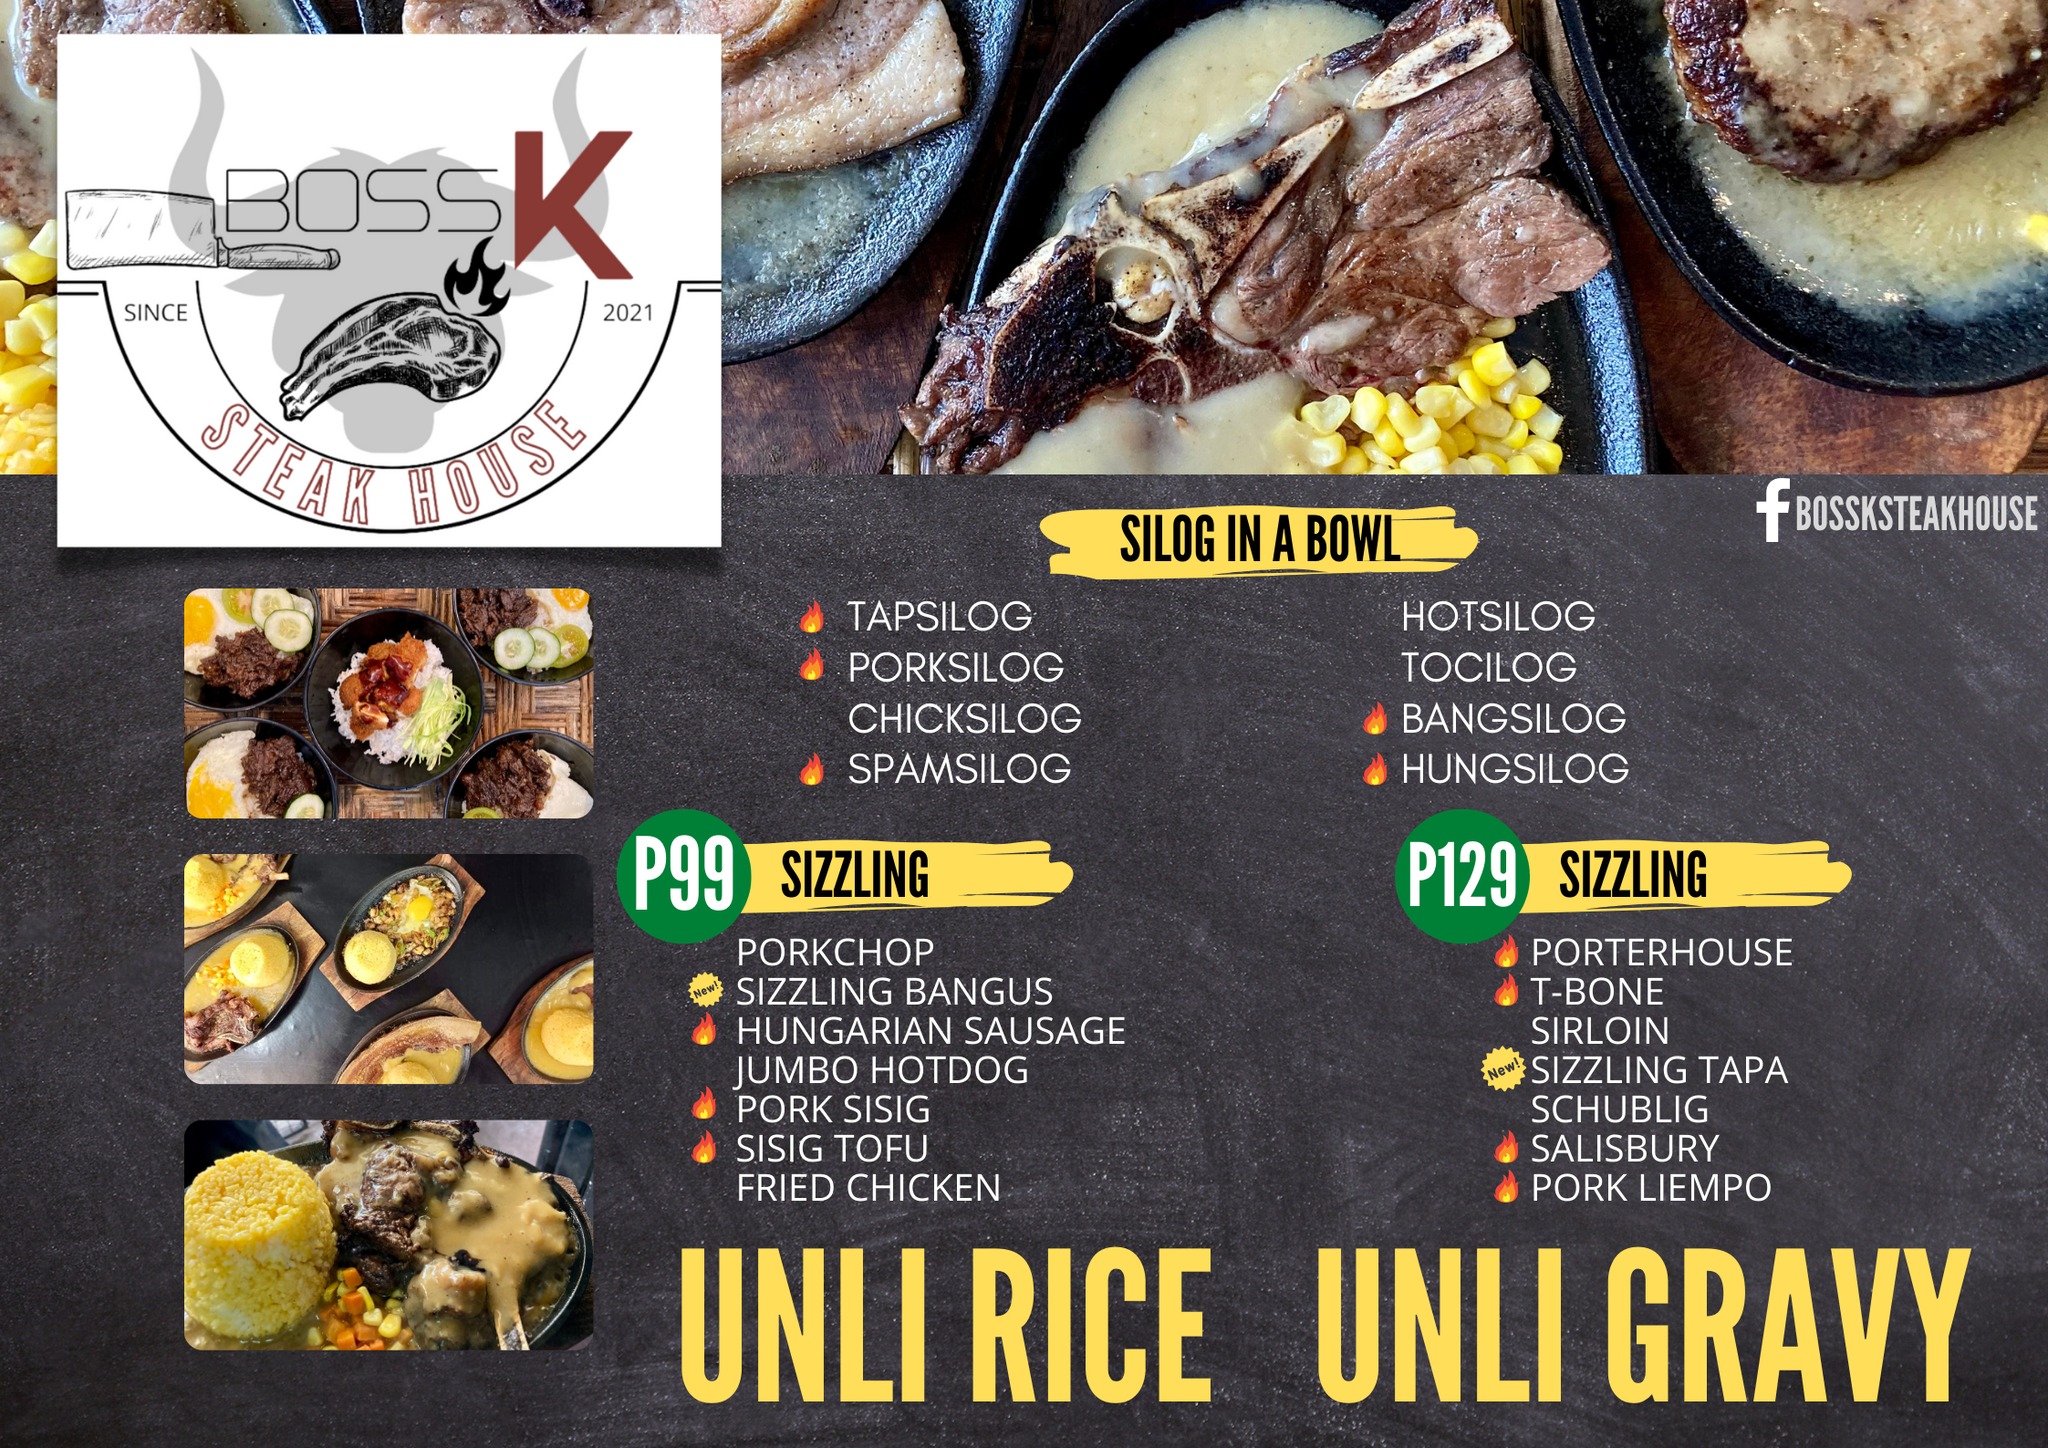 BOSSK
SINCE
2021
STEAK HOUSE
BOSSKSTEAKHOUSE
SILOG IN A BOWL
TAPSILOG
PORKSILOG
CHICKSILOG
SPAMSILOG
HOTSILOG
TOCILOG
BANGSILOG
HUNGSILOG
P99 SIZZLING
PORKCHOP
New! SIZZLING BANGUS
HUNGARIAN SAUSAGE
JUMBO HOTDOG
PORK SISIG
SISIG TOFU
FRIED CHICKEN
P129 SIZZLING
PORTERHOUSE
T-BONE
SIRLOIN
New! SIZZLING TAPA
SCHUBLIG
SALISBURY
PORK LIEMPO
UNLI RICE
UNLI GRAVY